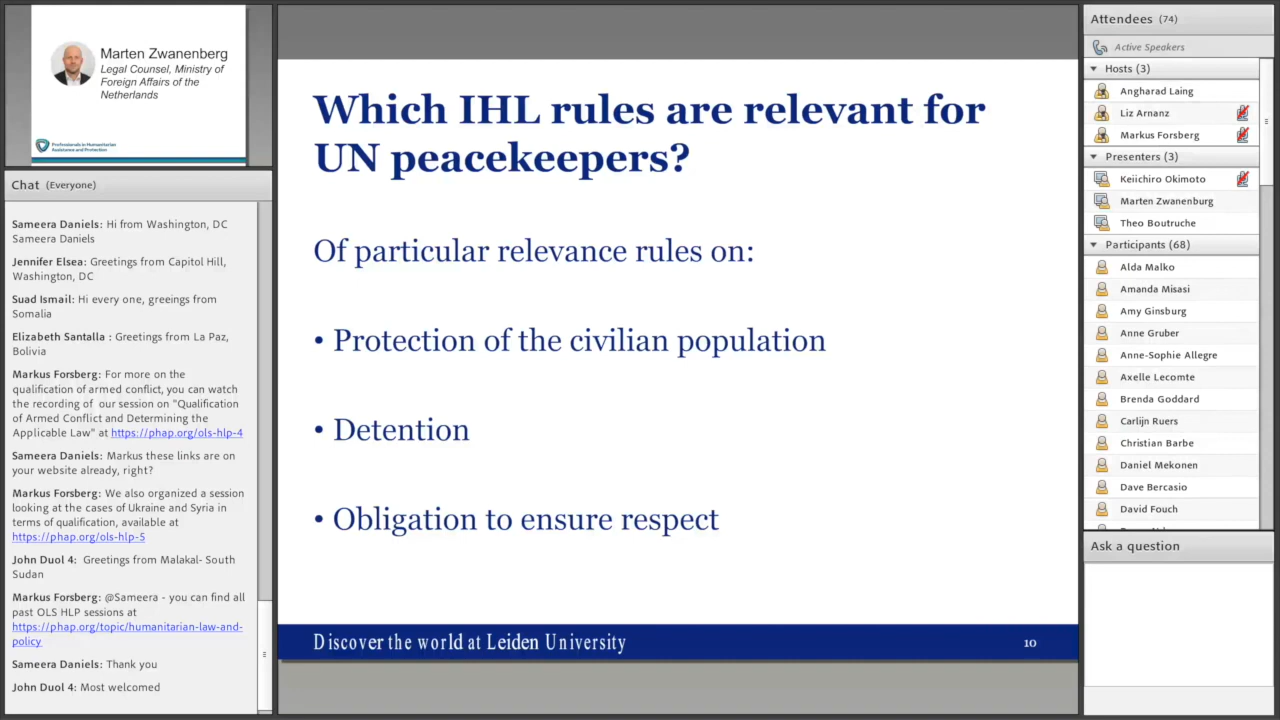 Marten Zwanenberg
Legal Counsel, Ministry of
Foreign Affairs of the
Netherlands
Professionals in Humanitarian
Assistance and Protection
Chat (Everyone)
Sameera Daniels: Hi from Washington, DC
Sameera Daniels
Jennifer Elsea: Greetings from Capitol Hill,
Washington, DC
Suad Ismail: Hi every one, greeings from
Somalia
Elizabeth Santalla : Greetings from La Paz,
Bolivia
Markus Forsberg: For more on the
qualification of armed conflict, you can watch
the recording of our session on "Qualification
of Armed Conflict and Determining the
Applicable Law" at https://phap.org/ols-hlp-4
Sameera Daniels: Markus these links are on
your website already, right?
Markus Forsberg: We also organized a session
looking at the cases of Ukraine and Syria in
terms of qualification, available at
https://phap.org/ols-hlp-5
John Duol 4: Greetings from Malakal- South
Sudan
Markus Forsberg: @Sameera - you can find all
past OLS HLP sessions at
https://phap.org/topic/humanitarian-law-and-
policy
Sameera Daniels: Thank you
John Duol 4: Most welcomed
Which IHL rules are relevant for
UN peacekeepers?
Of particular relevance rules on:
• Protection of the civilian population
• Detention
• Obligation to ensure respect
Discover the world at Leiden University
10
Attendees (74)
Active Speakers
Hosts (3)
Angharad Laing
Liz Arnanz
Markus Forsberg
Presenters (3)
Keiichiro Okimoto
Marten Zwanenburg
Theo Boutruche
Participants (68)
Alda Malko
Amanda Misasi
Amy Ginsburg
Anne Gruber
Anne-Sophie Allegre
Axelle Lecomte
Brenda Goddard
Carlijn Ruers
Christian Barbe
Daniel Mekonen
Dave Bercasio
David Fouch
Ask a question